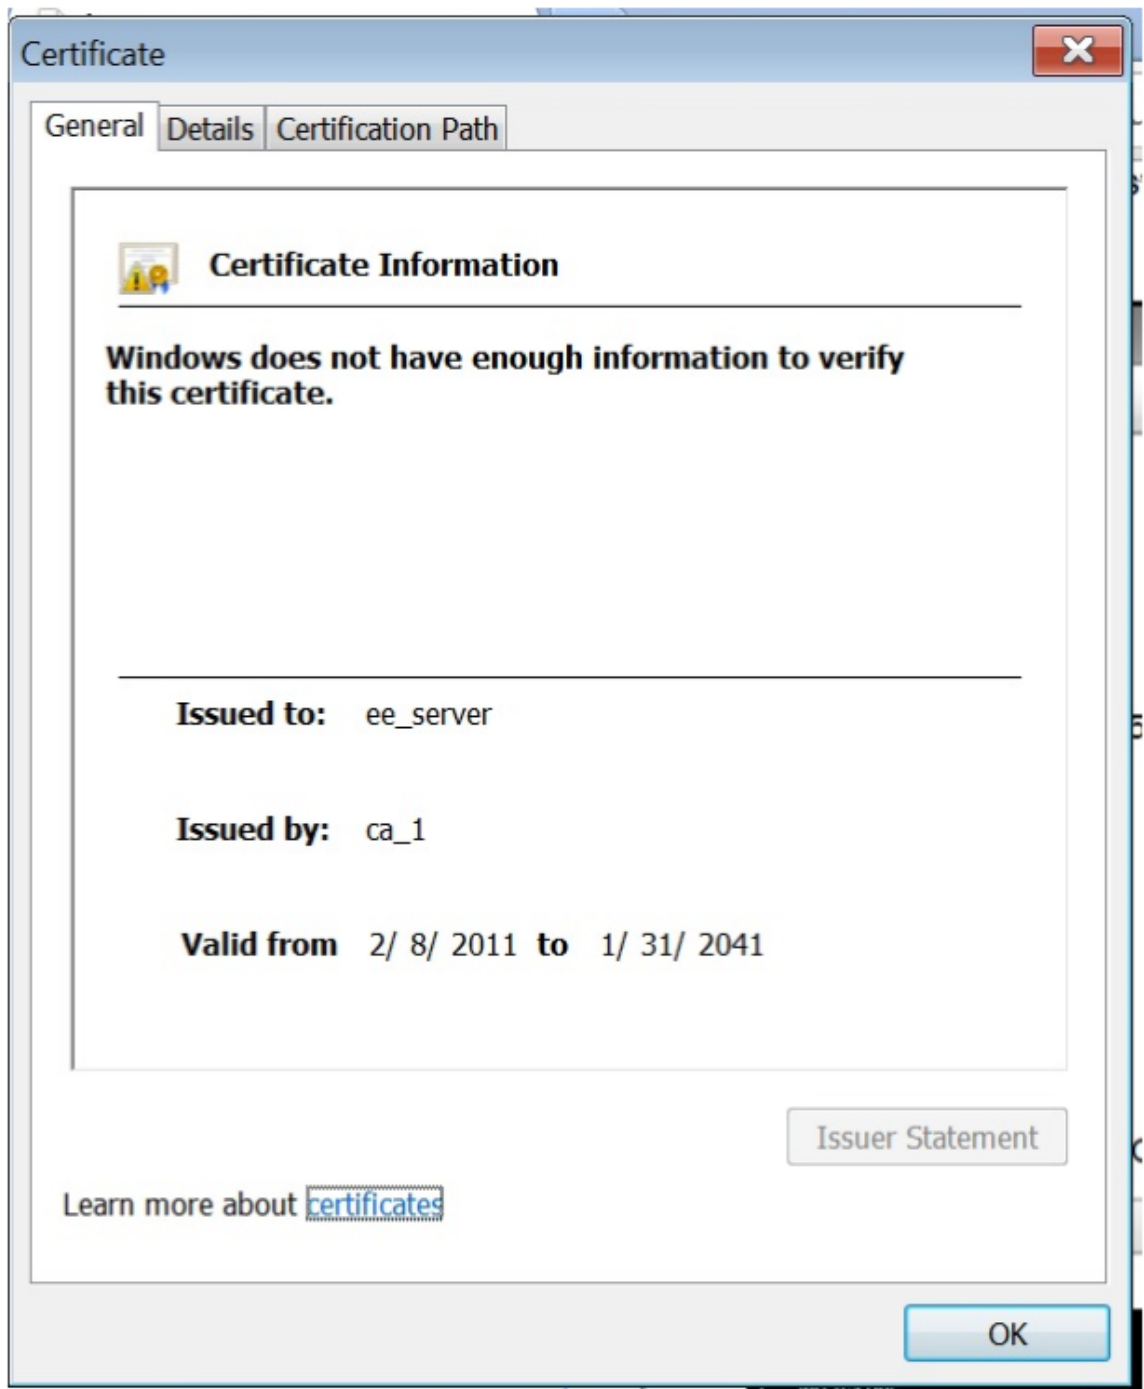 Certificate
General Details Certification Path
Certificate Information
Windows does not have enough information to verify
this certificate.
Issued to: ee_server
Issued by: ca_1
Valid from 2/ 8/ 2011 to 1/ 31/ 2041
Issuer Statement
Learn more about certificates
OK